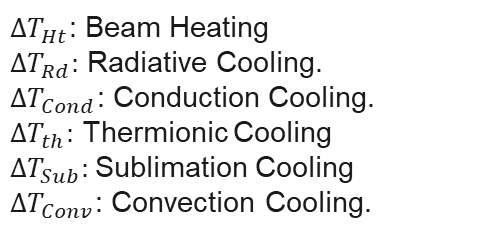 ΔT_Ht: Beam Heating
ΔT_Rd: Radiative Cooling.
ΔT_Cond: Conduction Cooling.
ΔT_th: Thermionic Cooling
ΔT_Sub: Sublimation Cooling
ΔT_Conv: Convection Cooling.